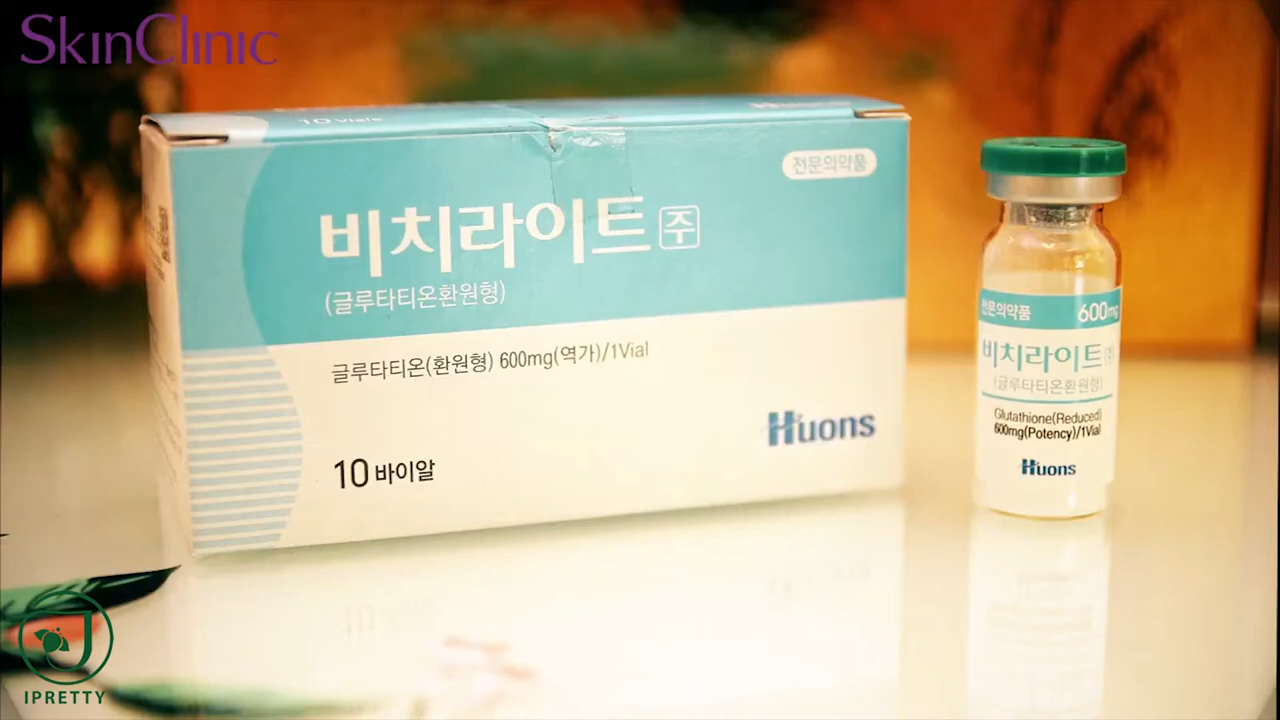 SkinClinic
10 Vials
Huons
전문의약품
비치라이트 주
(글루타티온환원형)
글루타티온(환원형) 600mg(역가)/1Vial
Huons
10 바이알
전문의약품 600mg
비치라이트 주
(글루타티온환원형)
Glutathione(Reduced)
600mg(Potency)/1Vial
Huons
IPRETTY